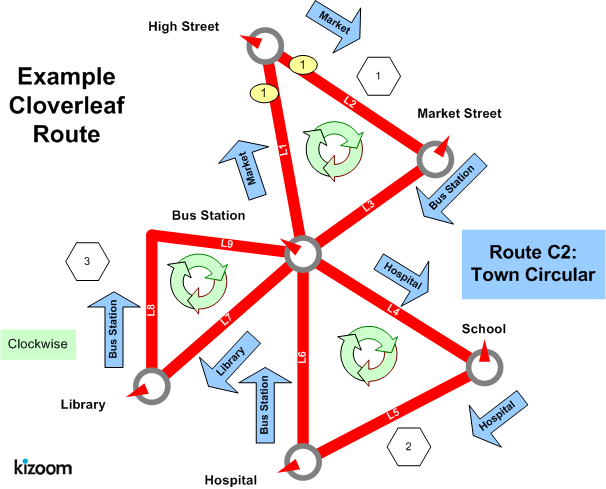 High Street
Market
Example
Cloverleaf
Route
1
1
1
L2
Market Street
L1
Market
Bus Station
L3
Bus Station
L9
Route C2:
Town Circular
3
Hospital
L4
L8
L7
Bus Station
School
Clockwise
L6
Library
Bus Station
Library
L5
Hospital
2
kizoom
Hospital